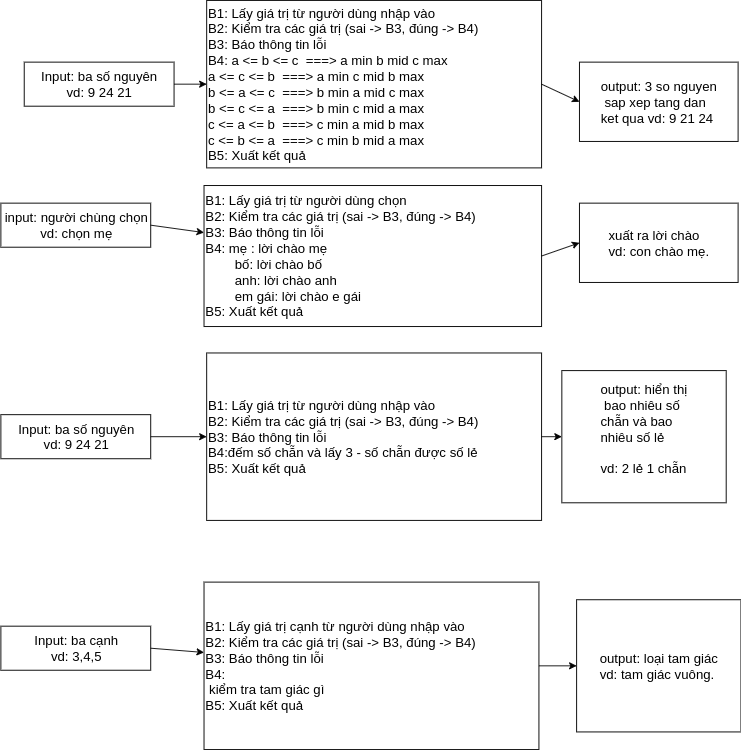 Input: ba số nguyên
vd: 9 24 21
B1: Lấy giá trị từ người dùng nhập vào
B2: Kiểm tra các giá trị (sai -> B3, đúng -> B4)
B3: Báo thông tin lỗi
B4: a <= b <= c ===> a min b mid c max
a <= c <= b ===> a min c mid b max
b <= a <= c ===> b min a mid c max
b <= c <= a ===> b min c mid a max
c <= a <= b ===> c min a mid b max
c <= b <= a ===> c min b mid a max
B5: Xuất kết quả
output: 3 so nguyen
sap xep tang dan
ket qua vd: 9 21 24
input: người chùng chọn
vd: chọn mẹ
B1: Lấy giá trị từ người dùng chọn
B2: Kiểm tra các giá trị (sai -> B3, đúng -> B4)
B3: Báo thông tin lỗi
B4: mẹ : lời chào mẹ
bố: lời chào bố
anh: lời chào anh
em gái: lời chào e gái
B5: Xuất kết quả
xuất ra lời chào
vd: con chào mẹ.
Input: ba số nguyên
vd: 9 24 21
B1: Lấy giá trị từ người dùng nhập vào
B2: Kiểm tra các giá trị (sai -> B3, đúng -> B4)
B3: Báo thông tin lỗi
B4:đếm số chẵn và lấy 3 - số chẵn được số lẻ
B5: Xuất kết quả
output: hiển thị
bao nhiêu số
chẵn và bao
nhiêu số lẻ
vd: 2 lẻ 1 chẵn
Input: ba cạnh
vd: 3,4,5
B1: Lấy giá trị cạnh từ người dùng nhập vào
B2: Kiểm tra các giá trị (sai -> B3, đúng -> B4)
B3: Báo thông tin lỗi
B4:
kiểm tra tam giác gì
B5: Xuất kết quả
output: loại tam giác
vd: tam giác vuông.